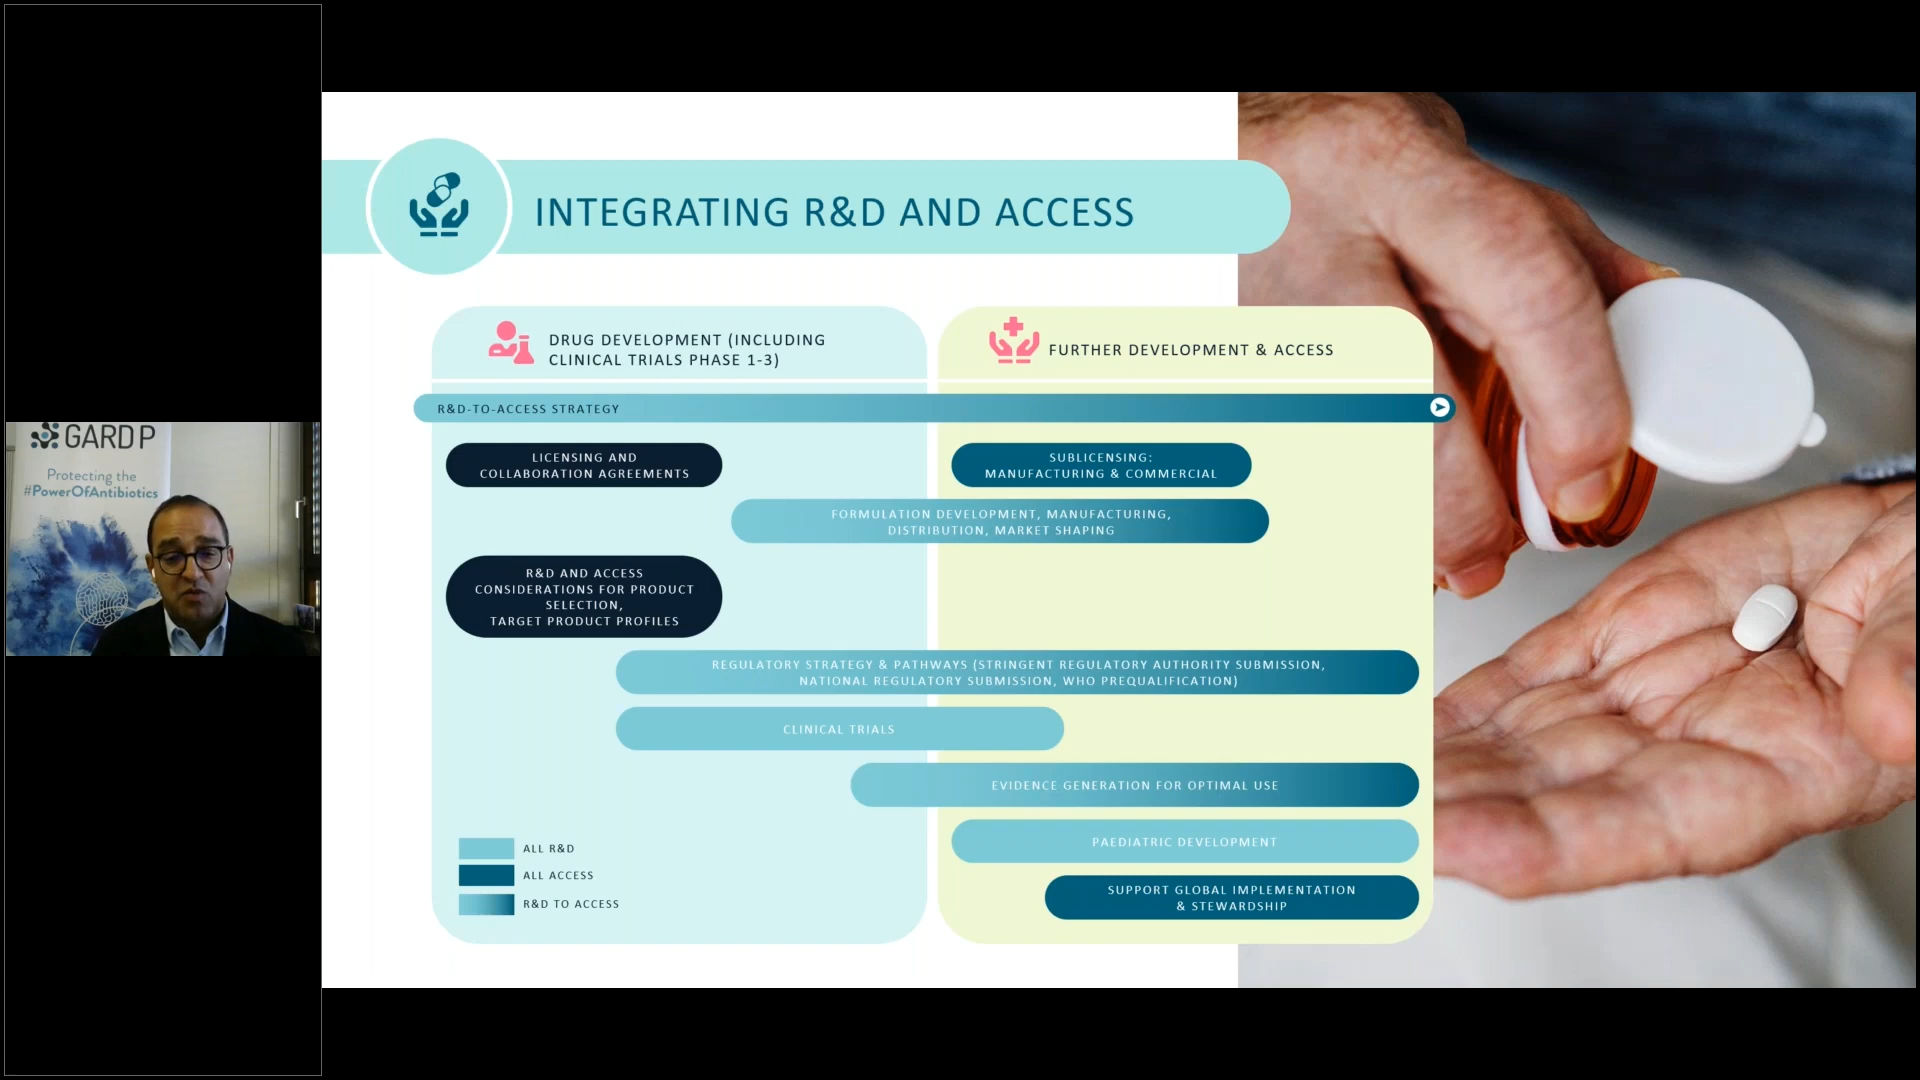 GARDP
Protecting the
#PowerOfAntibiotics
INTEGRATING R&D AND ACCESS
DRUG DEVELOPMENT (INCLUDING
CLINICAL TRIALS PHASE 1-3)
FURTHER DEVELOPMENT & ACCESS
R&D-TO-ACCESS STRATEGY
LICENSING AND
COLLABORATION AGREEMENTS
SUBLICENSING:
MANUFACTURING & COMMERCIAL
FORMULATION DEVELOPMENT, MANUFACTURING,
DISTRIBUTION, MARKET SHAPING
R&D AND ACCESS
CONSIDERATIONS FOR PRODUCT
SELECTION,
TARGET PRODUCT PROFILES
REGULATORY STRATEGY & PATHWAYS (STRINGENT REGULATORY AUTHORITY SUBMISSION,
NATIONAL REGULATORY SUBMISSION, WHO PREQUALIFICATION)
CLINICAL TRIALS
EVIDENCE GENERATION FOR OPTIMAL USE
PAEDIATRIC DEVELOPMENT
SUPPORT GLOBAL IMPLEMENTATION
& STEWARDSHIP
ALL R&D
ALL ACCESS
R&D TO ACCESS